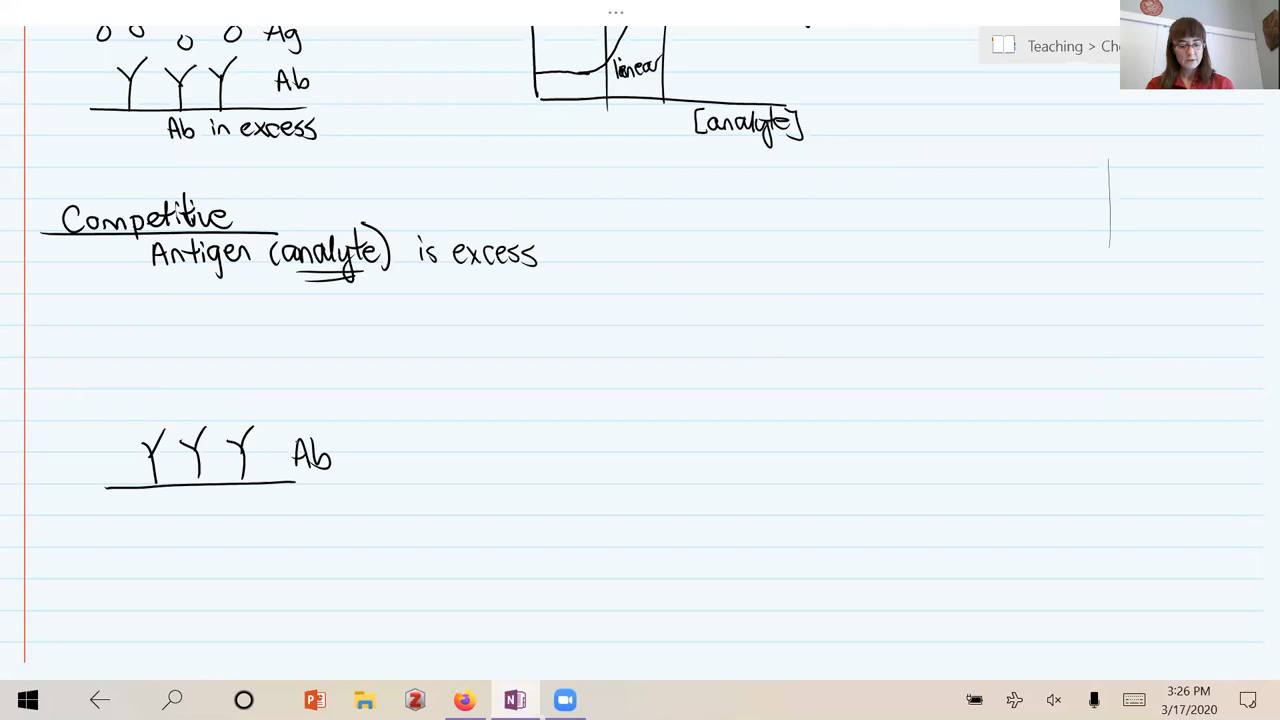 Ag
Ab
Ab in excess
linear
[analyte]
Teaching > Che
Competitive
Antigen (analyte) is excess
Ab
3:26 PM
3/17/2020